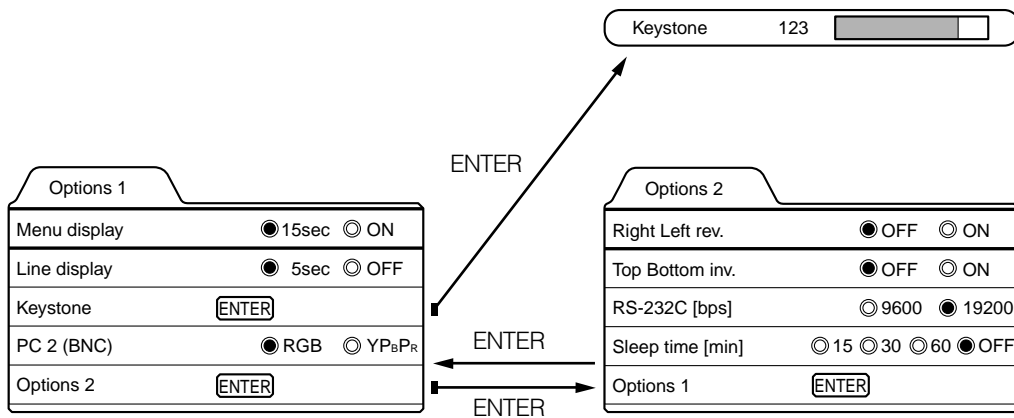 Keystone 123
ENTER
Options 1
Menu display 15sec ON
Line display 5sec OFF
Keystone ENTER
PC 2 (BNC) RGB YPBPR
Options 2 ENTER
ENTER
ENTER
Options 2
Right Left rev. OFF ON
Top Bottom inv. OFF ON
RS-232C [bps] 9600 19200
Sleep time [min] 15 30 60 OFF
Options 1 ENTER